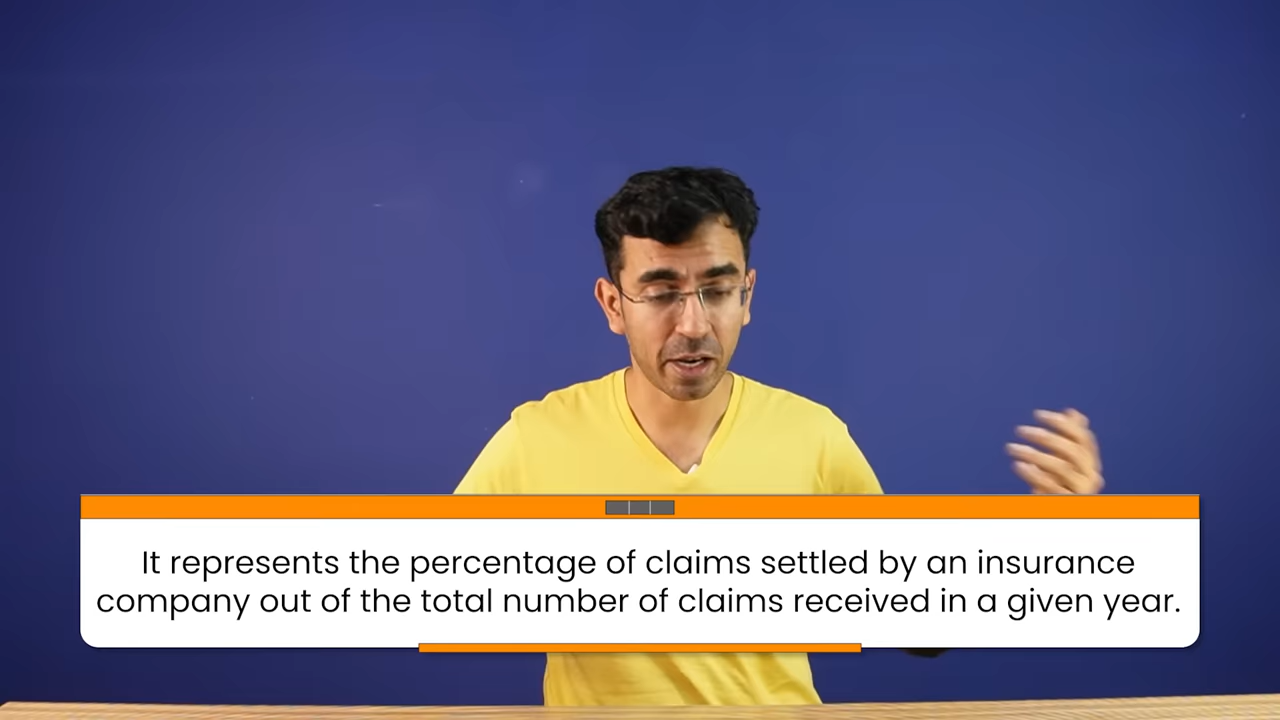 It represents the percentage of claims settled by an insurance
company out of the total number of claims received in a given year.